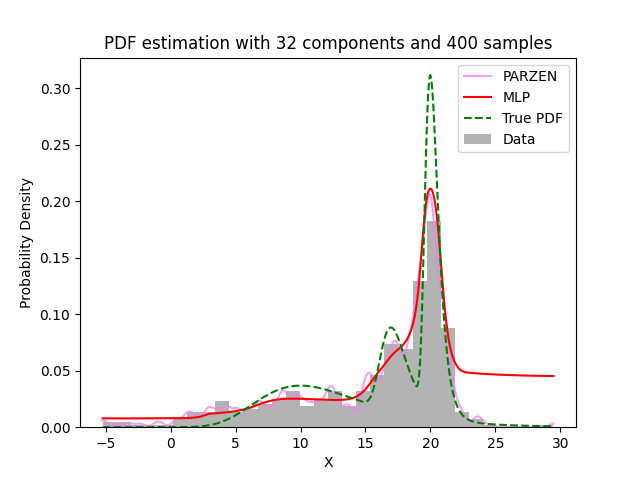 PDF estimation with 32 components and 400 samples
PARZEN
MLP
True PDF
Data
Probability Density
0.30
0.25
0.20
0.15
0.10
0.05
0.00
−5 0 5 10 15 20 25 30
X